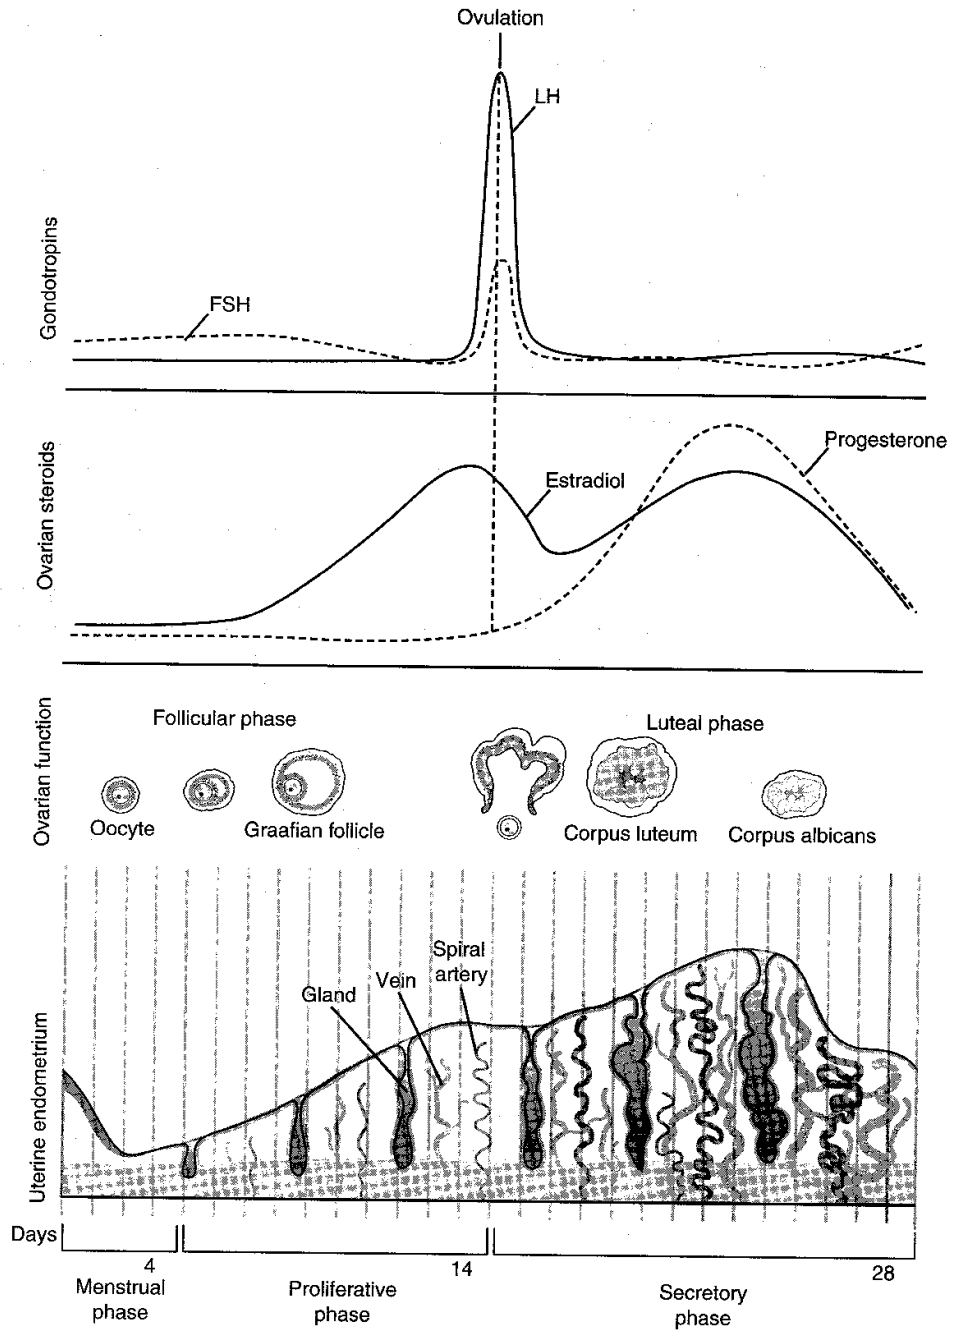 Ovulation
LH
Gondotropins
FSH
Ovarian steroids
Progesterone
Estradiol
Ovarian function
Follicular phase
Luteal phase
Oocyte
Graafian follicle
Corpus luteum
Corpus albicans
Uterine endometrium
Spiral
artery
Vein
Gland
Days
4
14
28
Menstrual
phase
Proliferative
phase
Secretory
phase